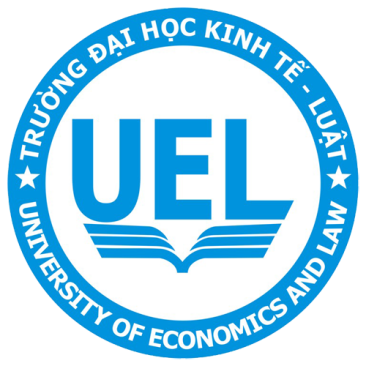 TRƯỜNG ĐẠI HỌC KINH TẾ - LUẬT
UEL
UNIVERSITY OF ECONOMICS AND LAW